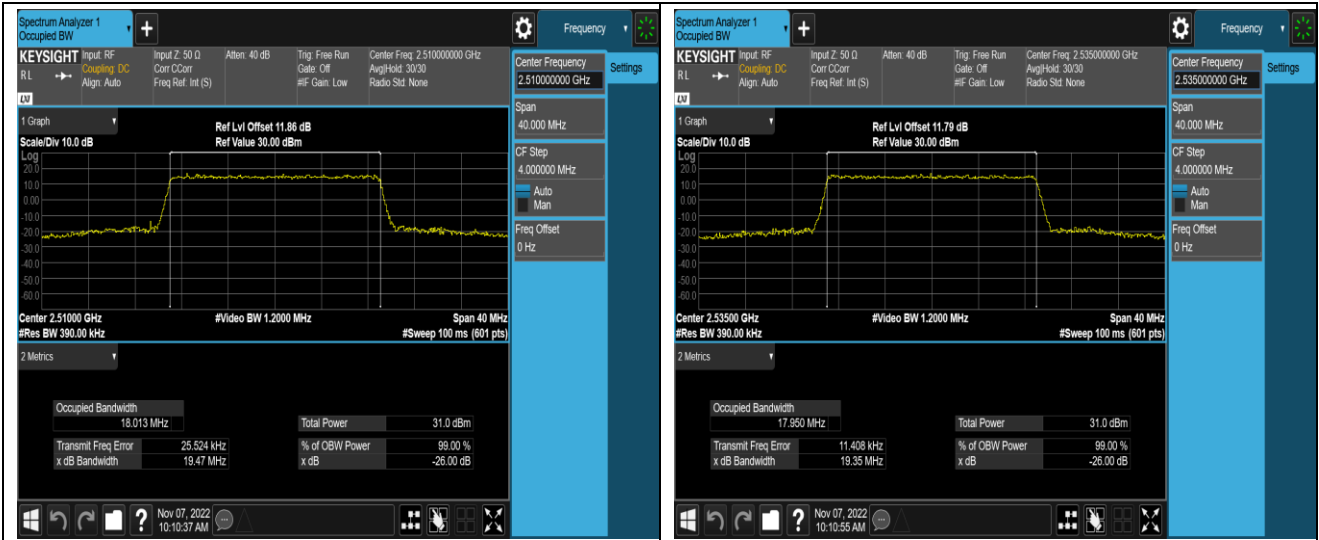 Spectrum Analyzer 1
Occupied BW
+
Frequency
KEYSIGHT Input: RF Input Z: 50 Ω Atten: 40 dB Trig: Free Run Center Freq: 2.510000000 GHz
Coupling: DC Corr CCorr Gate: Off Avg|Hold: 30/30
RL Align: Auto Freq Ref: Int (S) #IF Gain: Low Radio Std: None
LXI
Center Frequency
2.510000000 GHz
Settings
Span
40.000 MHz
CF Step
4.000000 MHz
Auto
Man
Freq Offset
0 Hz
1 Graph
Ref Lvl Offset 11.86 dB
Scale/Div 10.0 dB Ref Value 30.00 dBm
Log
20.0
10.0
0.00
-10.0
-20.0
-30.0
-40.0
-50.0
-60.0
Center 2.51000 GHz #Video BW 1.2000 MHz Span 40 MHz
#Res BW 390.00 kHz #Sweep 100 ms (601 pts)
2 Metrics
Occupied Bandwidth
18.013 MHz Total Power 31.0 dBm
Transmit Freq Error 25.524 kHz % of OBW Power 99.00 %
x dB Bandwidth 19.47 MHz x dB -26.00 dB
? Nov 07, 2022
10:10:37 AM
Spectrum Analyzer 1
Occupied BW
+
Frequency
KEYSIGHT Input: RF Input Z: 50 Ω Atten: 40 dB Trig: Free Run Center Freq: 2.535000000 GHz
Coupling: DC Corr CCorr Gate: Off Avg|Hold: 30/30
RL Align: Auto Freq Ref: Int (S) #IF Gain: Low Radio Std: None
LXI
Center Frequency
2.535000000 GHz
Settings
Span
40.000 MHz
CF Step
4.000000 MHz
Auto
Man
Freq Offset
0 Hz
1 Graph
Ref Lvl Offset 11.79 dB
Scale/Div 10.0 dB Ref Value 30.00 dBm
Log
20.0
10.0
0.00
-10.0
-20.0
-30.0
-40.0
-50.0
-60.0
Center 2.53500 GHz #Video BW 1.2000 MHz Span 40 MHz
#Res BW 390.00 kHz #Sweep 100 ms (601 pts)
2 Metrics
Occupied Bandwidth
17.950 MHz Total Power 31.0 dBm
Transmit Freq Error 11.408 kHz % of OBW Power 99.00 %
x dB Bandwidth 19.35 MHz x dB -26.00 dB
? Nov 07, 2022
10:10:55 AM